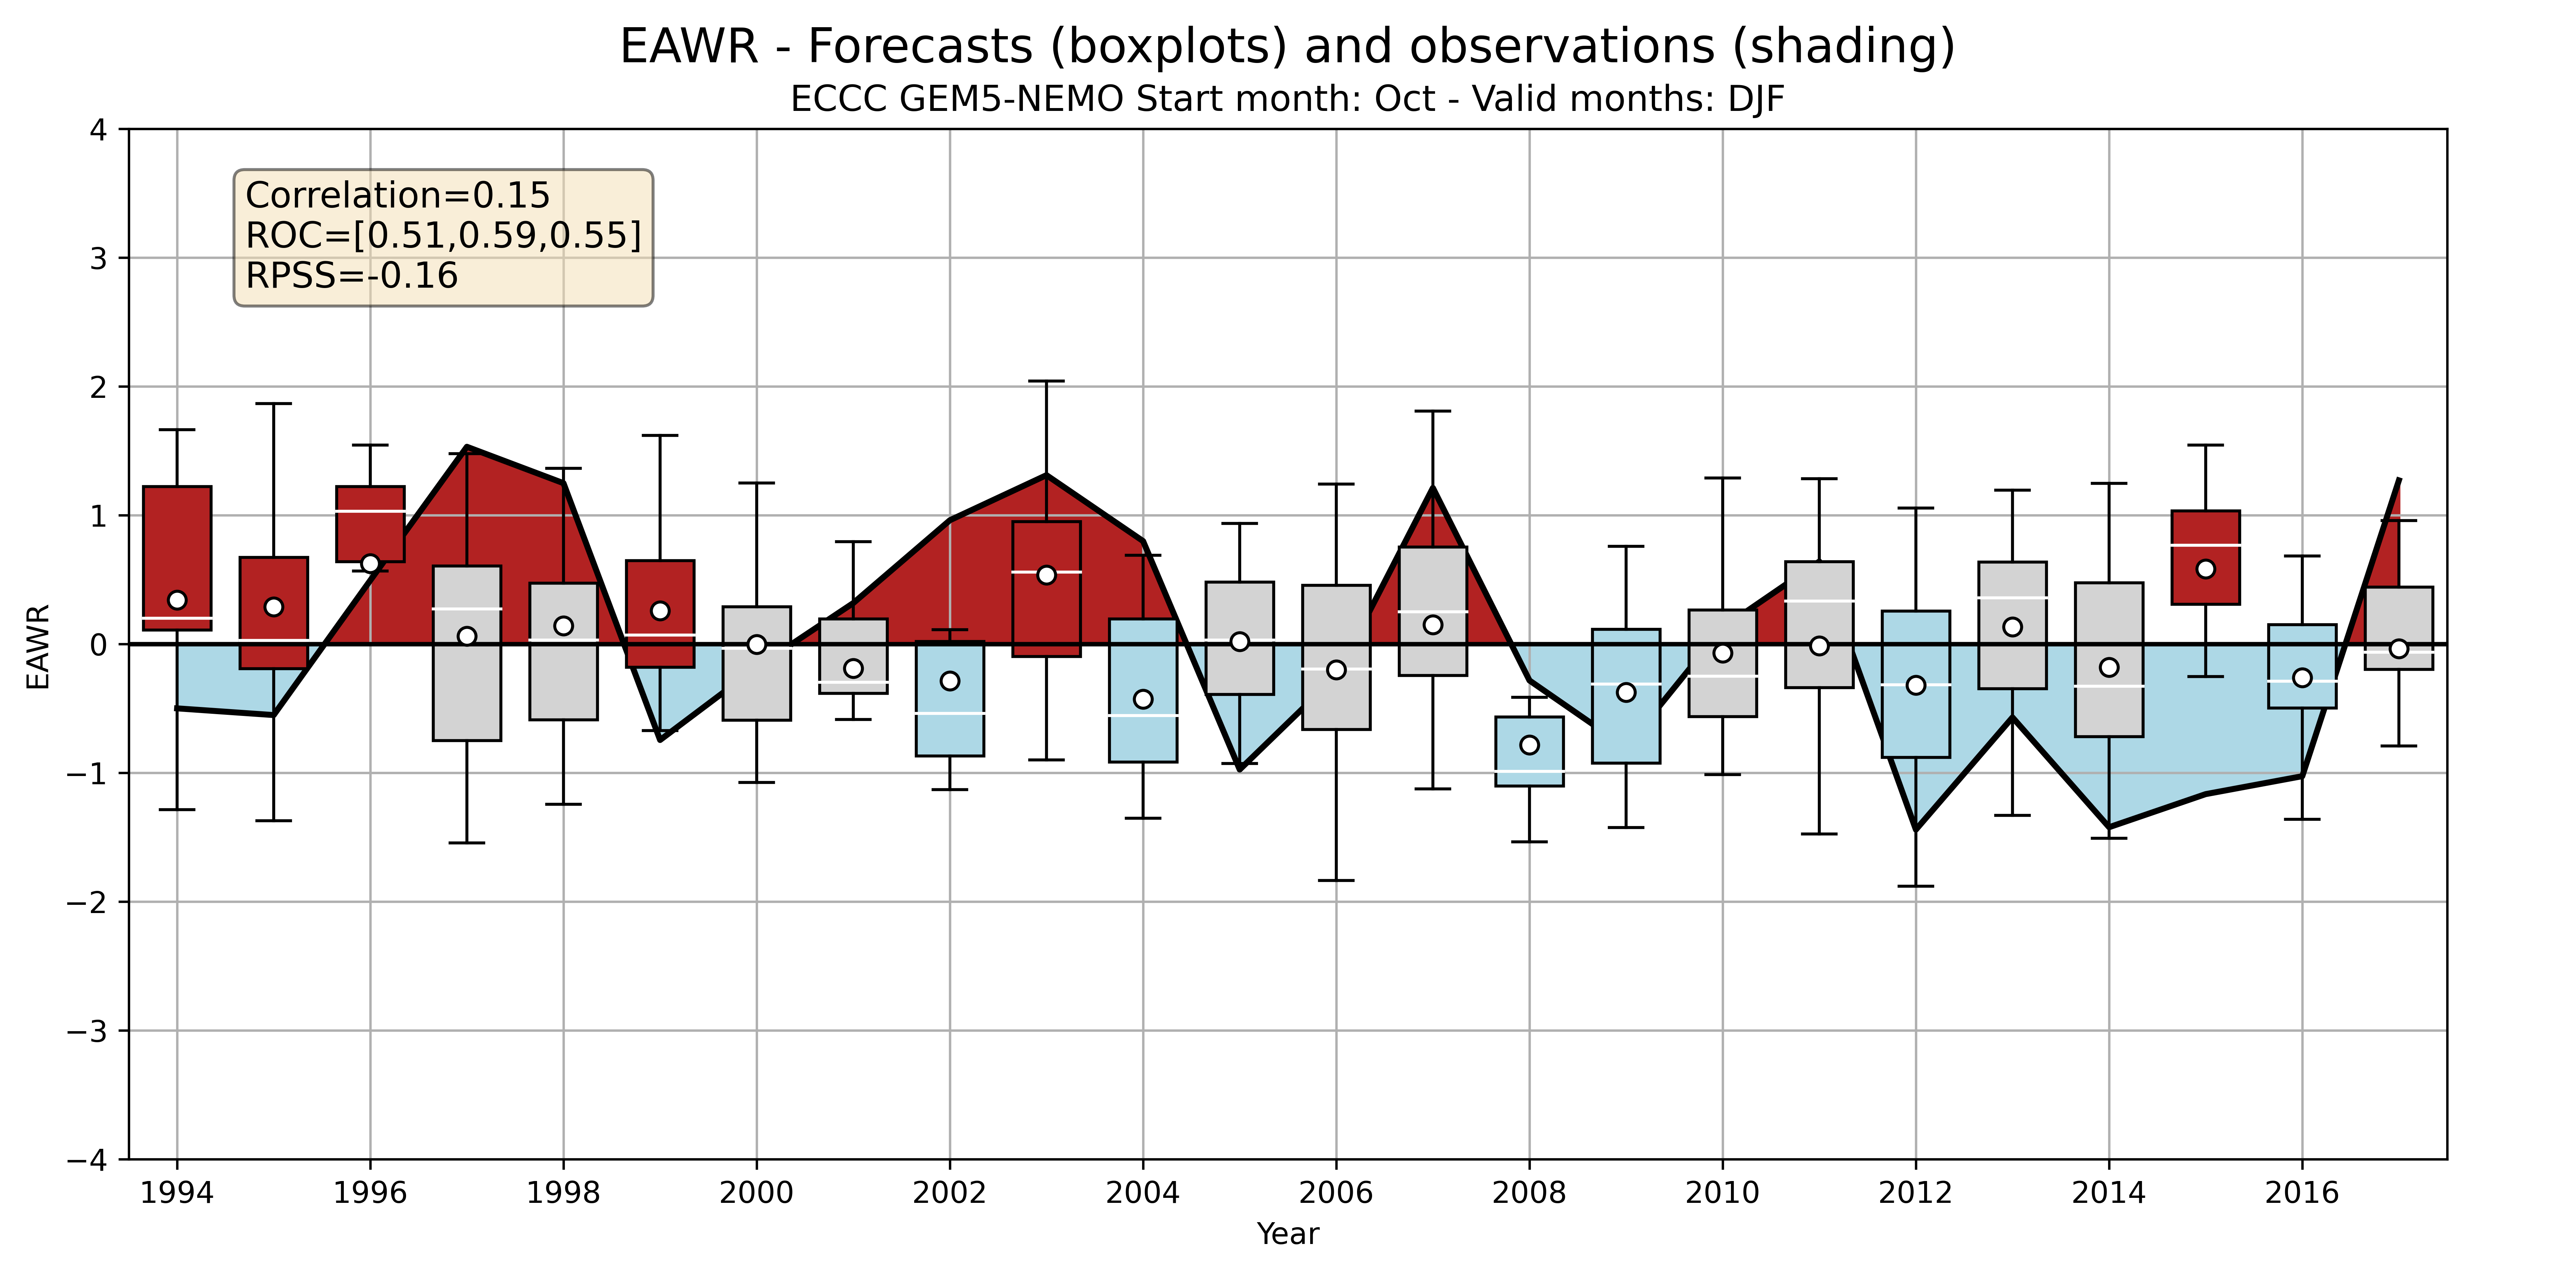 EAWR - Forecasts (boxplots) and observations (shading)
ECCC GEM5-NEMO Start month: Oct - Valid months: DJF
Correlation=0.15
ROC=[0.51,0.59,0.55]
RPSS=-0.16
EAWR
4
3
2
1
0
−1
−2
−3
−4
1994 1996 1998 2000 2002 2004 2006 2008 2010 2012 2014 2016
Year